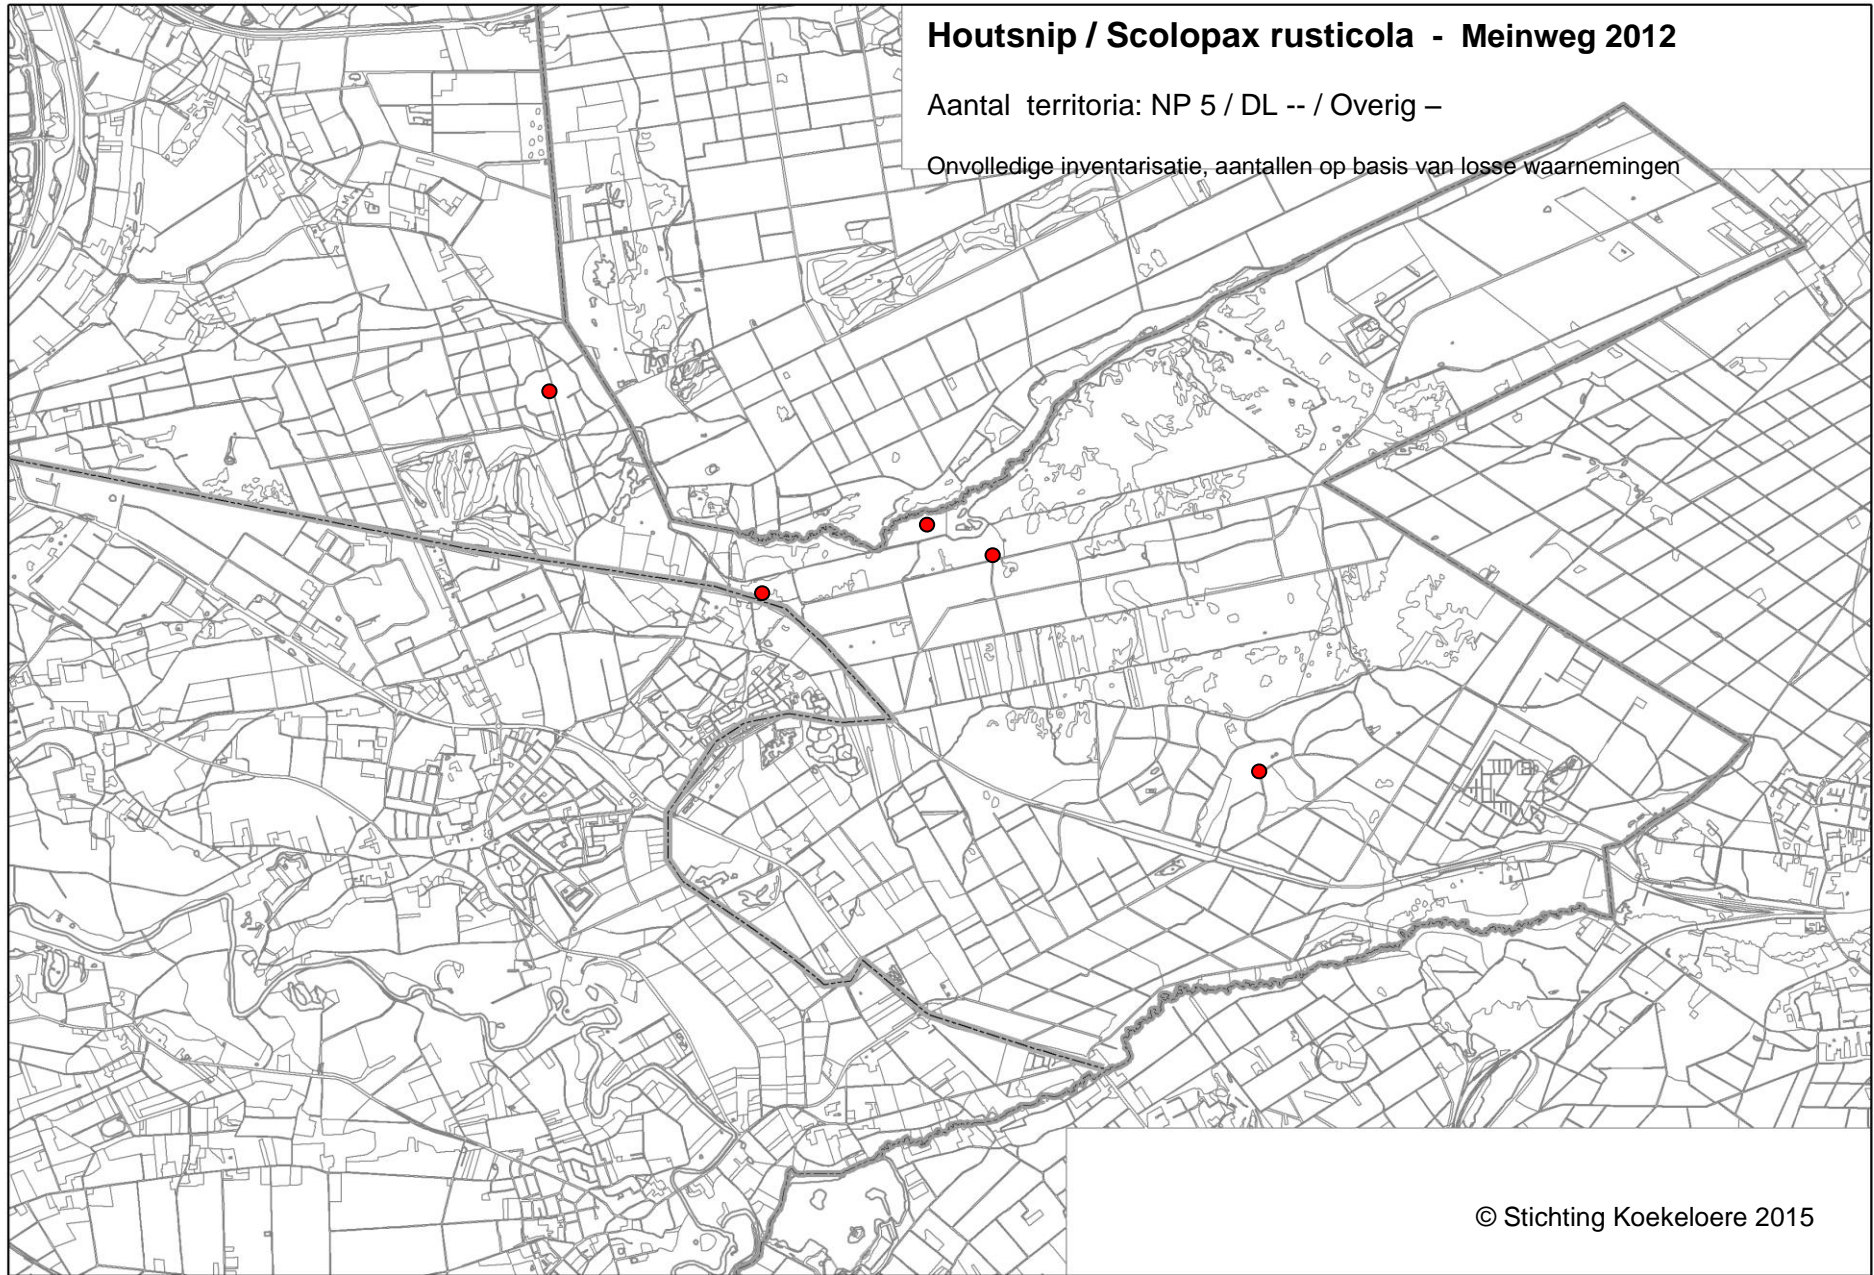 Houtsnip / Scolopax rusticola - Meinweg 2012
Aantal territoria: NP 5 / DL -- / Overig –
Onvolledige inventarisatie, aantallen op basis van losse waarnemingen
© Stichting Koekeloere 2015